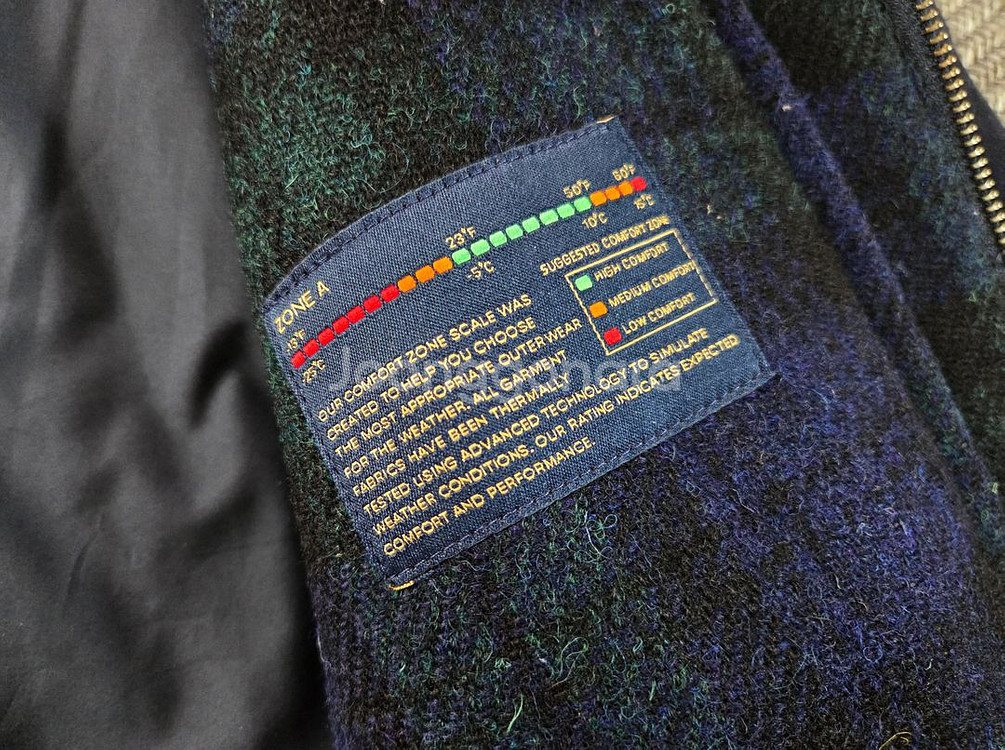 ZONE A
23°F 50°F 60°F
-25°C -5°C 10°C 15°C
OUR COMFORT ZONE SCALE WAS
CREATED TO HELP YOU CHOOSE
THE MOST APPROPRIATE OUTERWEAR
FOR THE WEATHER. ALL GARMENT
FABRICS HAVE BEEN THERMALLY
TESTED USING ADVANCED TECHNOLOGY TO SIMULATE
WEATHER CONDITIONS. OUR RATING INDICATES EXPECTED
COMFORT AND PERFORMANCE.
SUGGESTED COMFORT ZONE
HIGH COMFORT
MEDIUM COMFORT
LOW COMFORT